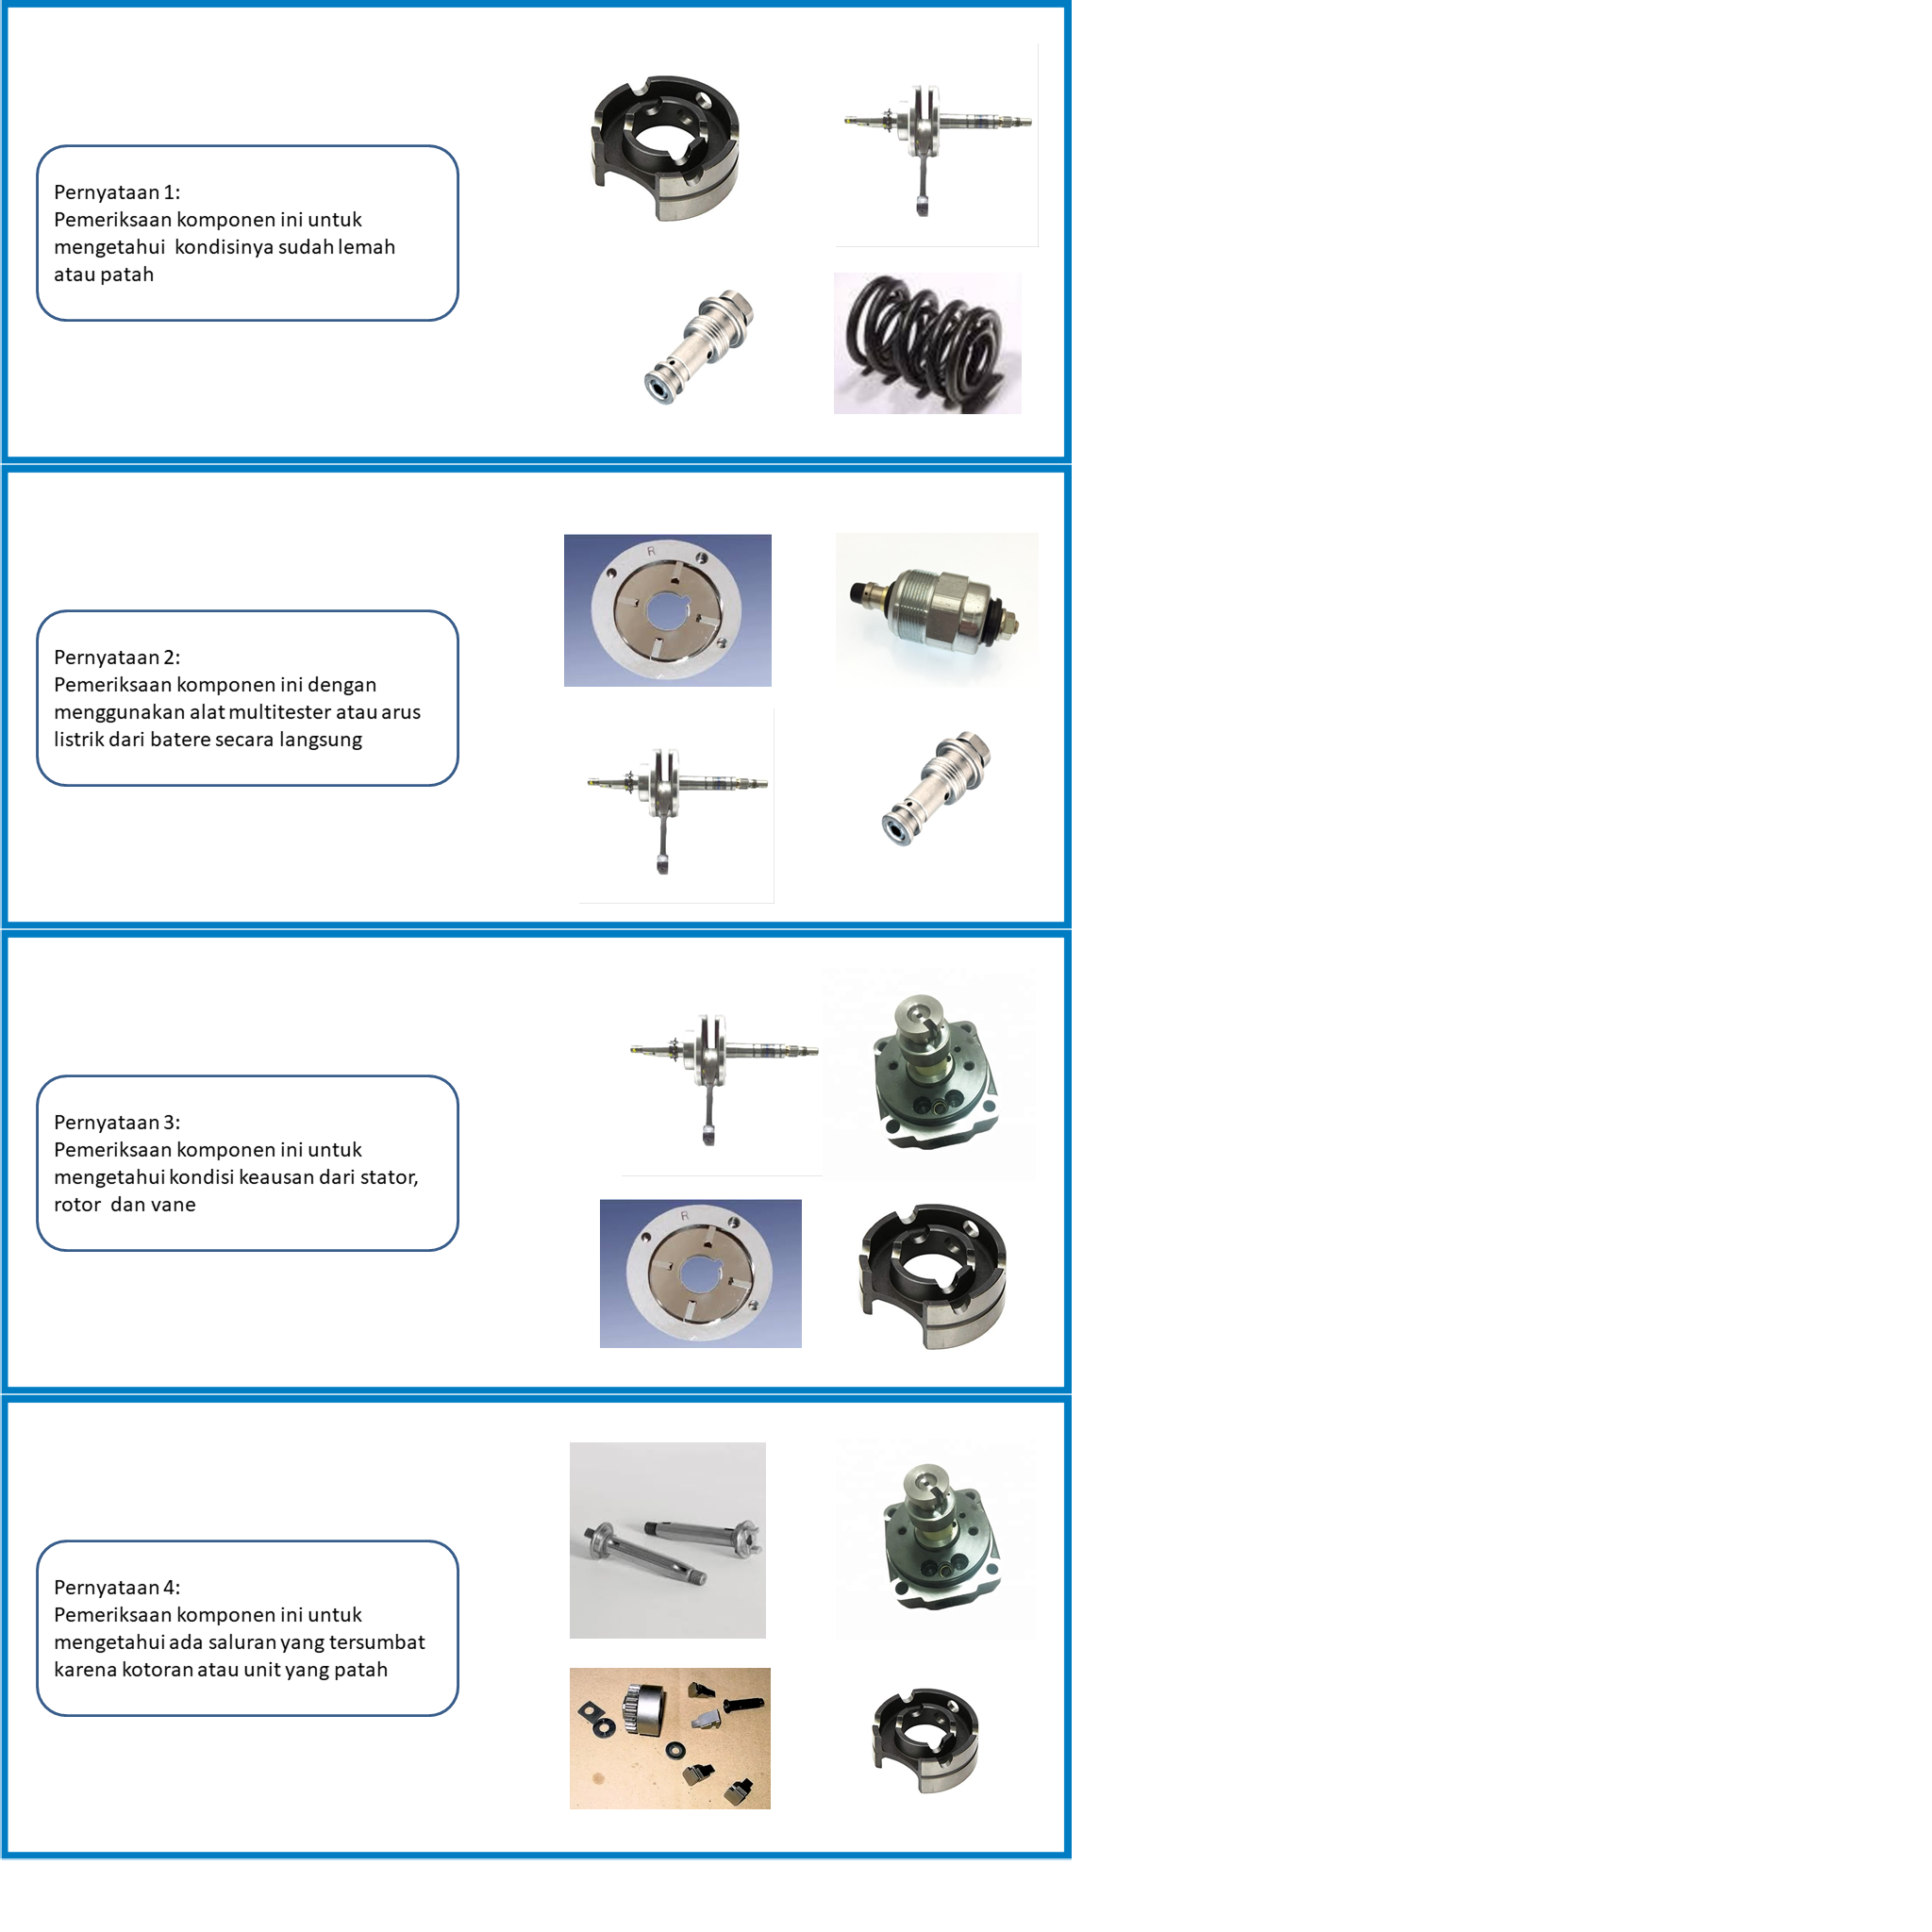 Pernyataan 1:
Pemeriksaan komponen ini untuk
mengetahui kondisinya sudah lemah
atau patah
Pernyataan 2:
R
Pemeriksaan komponen ini dengan
menggunakan alat multitester atau arus
listrik dari batere secara langsung
Pernyataan 3:
Pemeriksaan komponen ini untuk
mengetahui kondisi keausan dari stator,
rotor dan vane
R
Pernyataan 4:
Pemeriksaan komponen ini untuk
mengetahui ada saluran yang tersumbat
karena kotoran atau unit yang patah